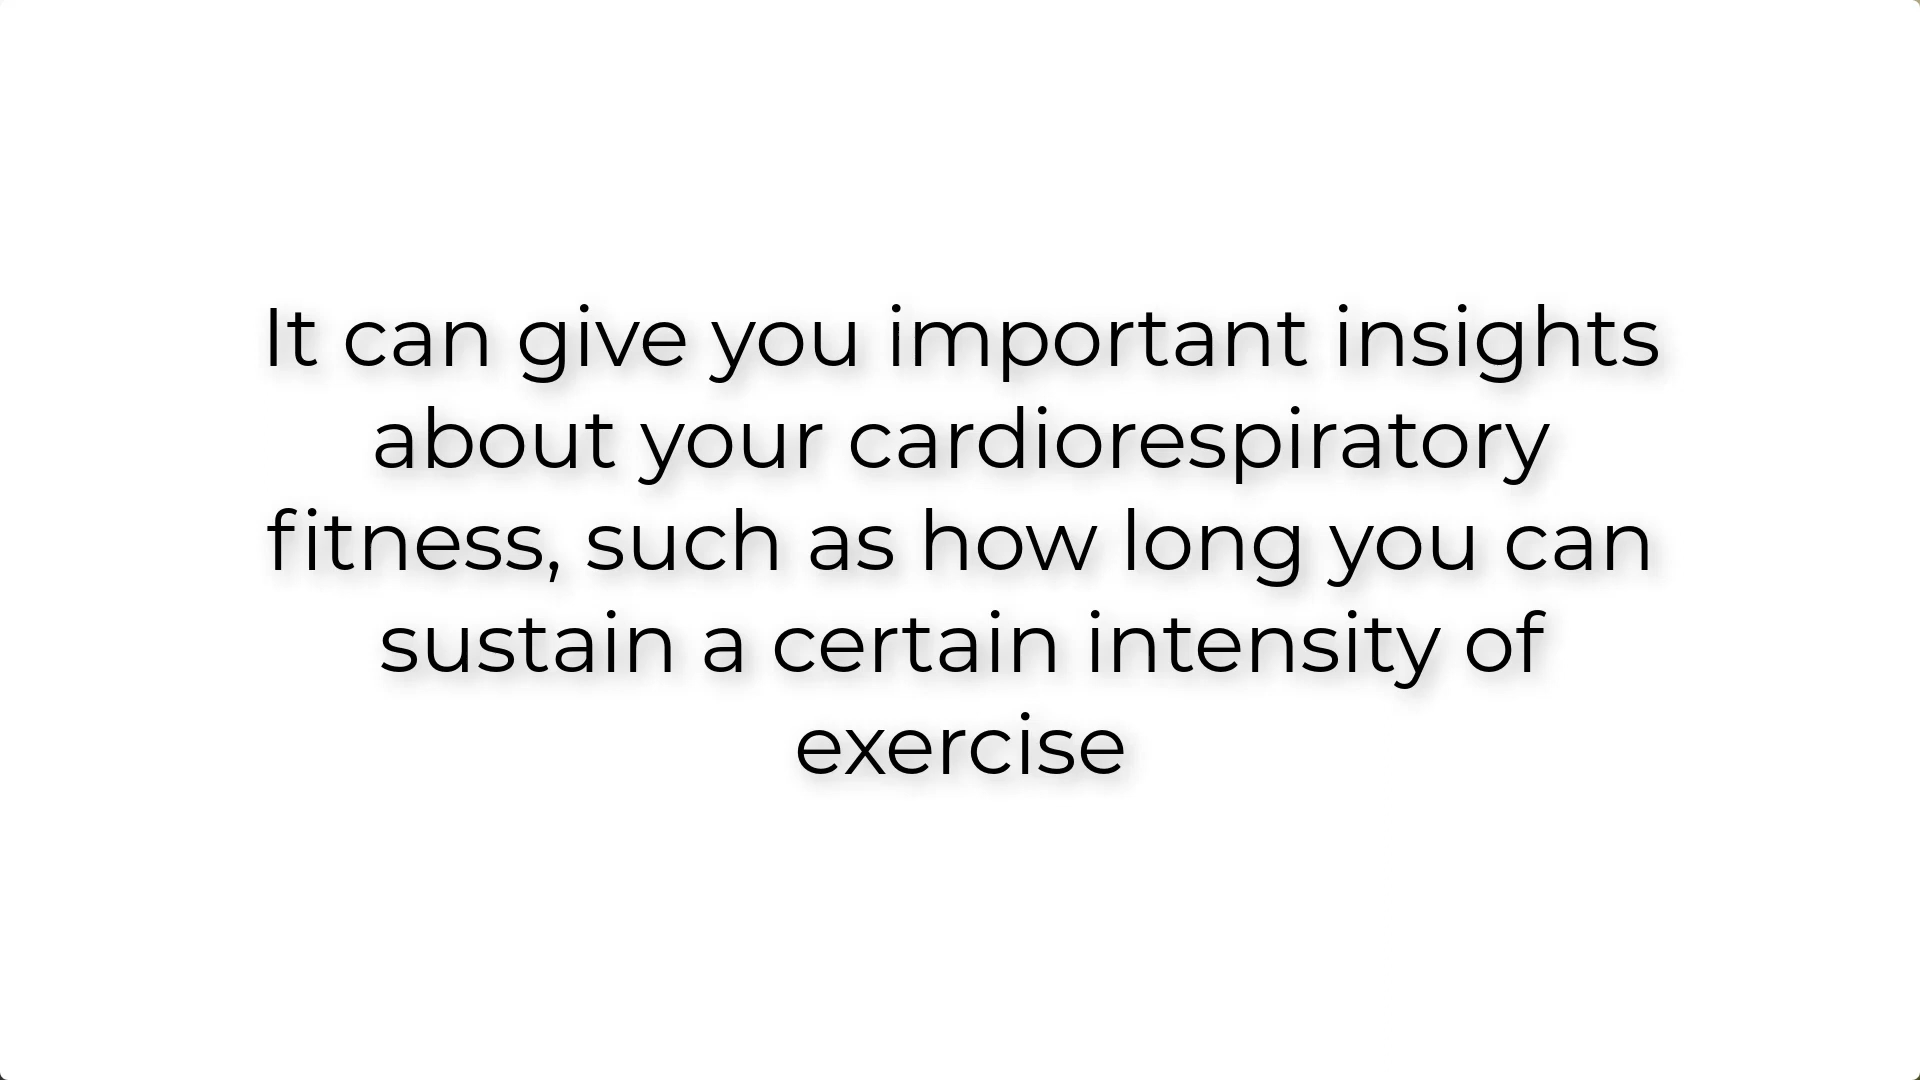 It can give you important insights
about your cardiorespiratory
fitness, such as how long you can
sustain a certain intensity of
exercise